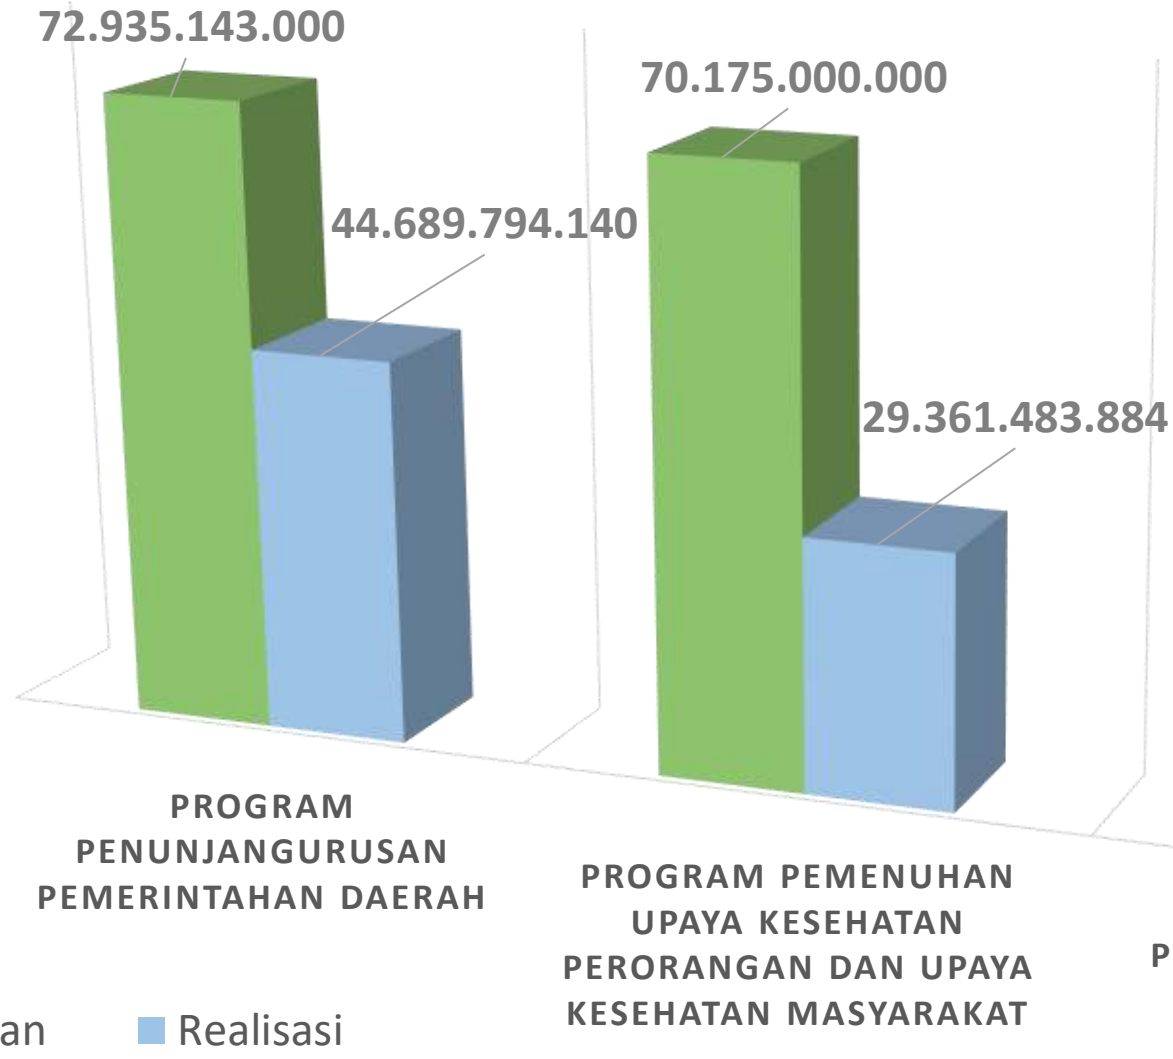 72.935.143.000
70.175.000.000
44.689.794.140
29.361.483.884
PROGRAM
PENUNJANGURUSAN
PEMERINTAHAN DAERAH
PROGRAM PEMENUHAN
UPAYA KESEHATAN
PERORANGAN DAN UPAYA
KESEHATAN MASYARAKAT
P
an
Realisasi